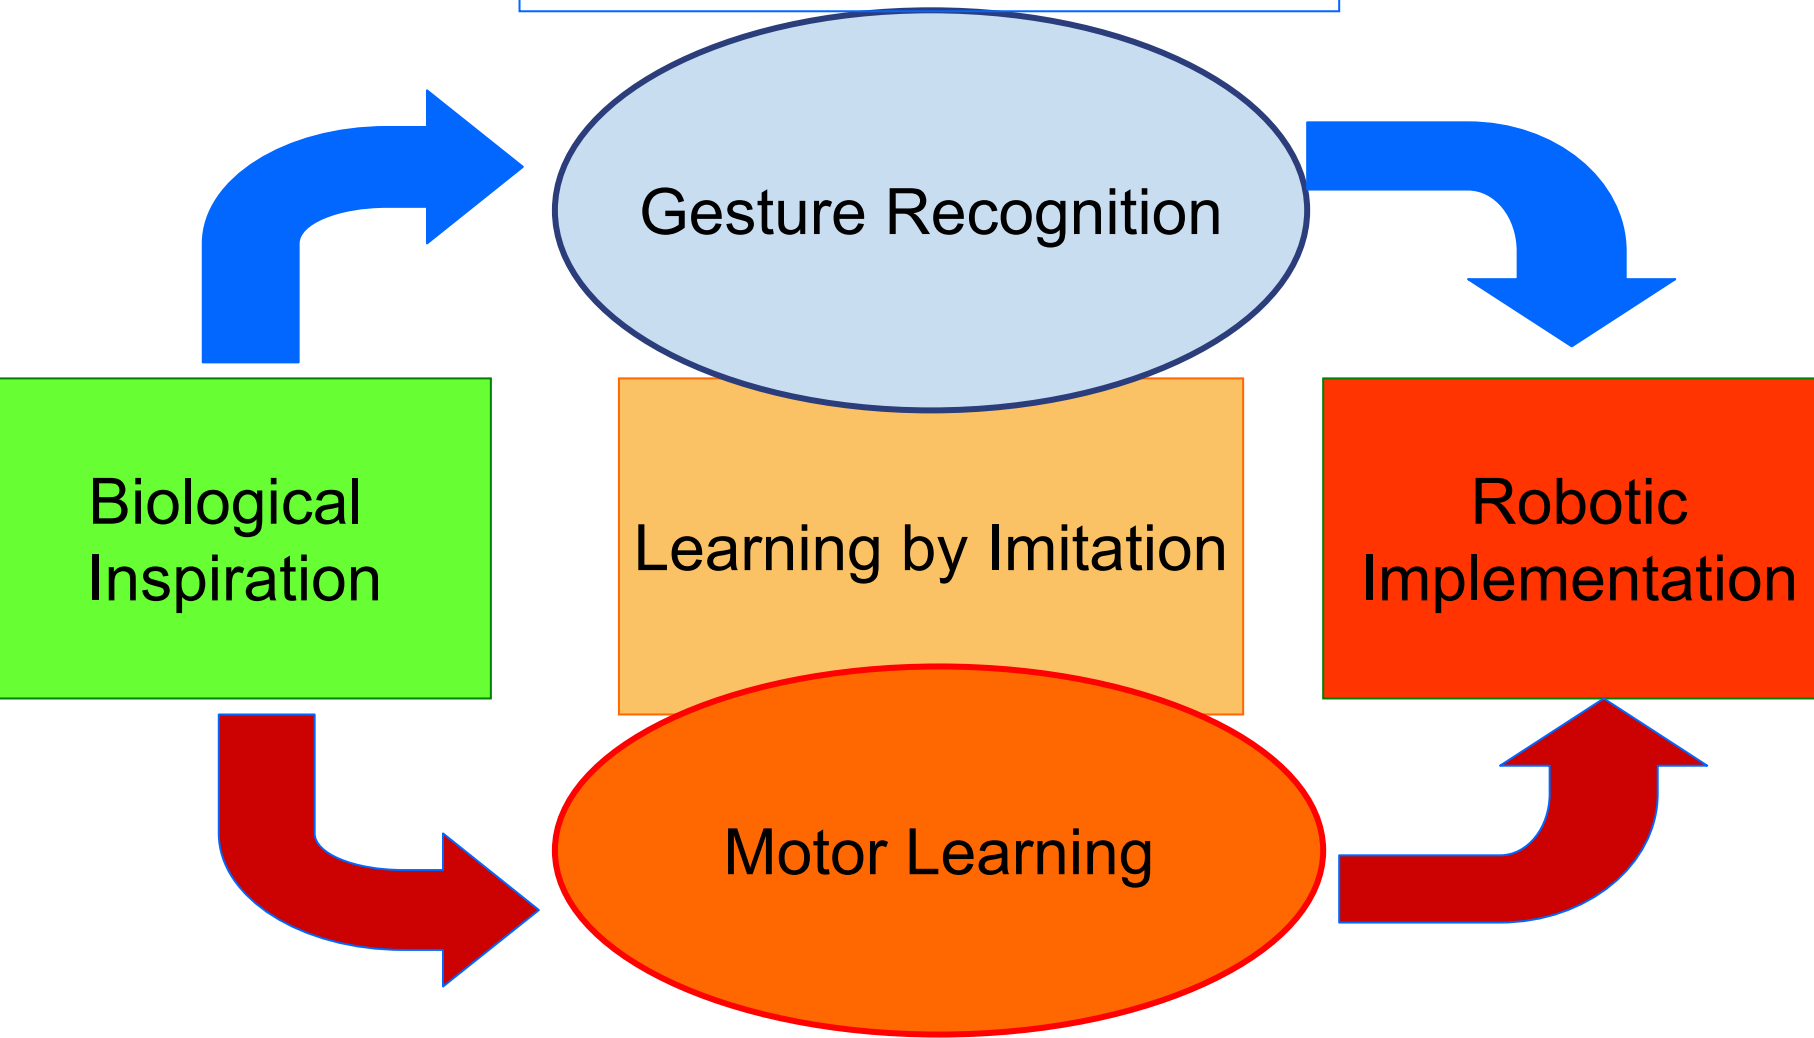 Gesture Recognition
Biological
Inspiration
Learning by Imitation
Robotic
Implementation
Motor Learning